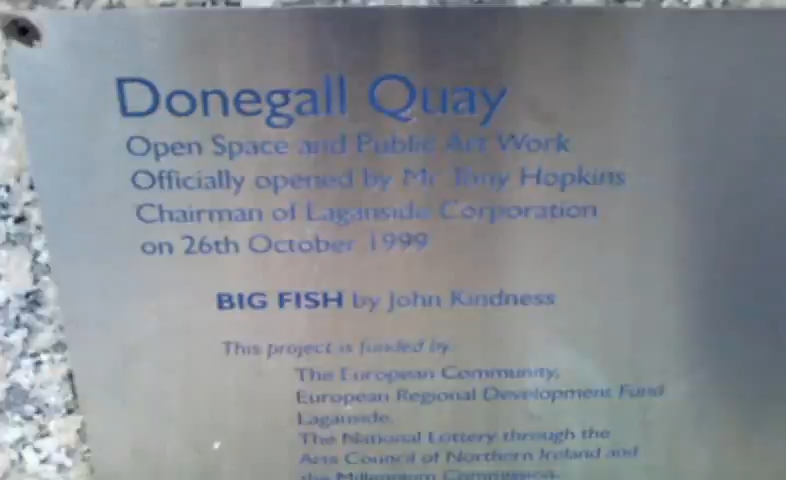 Donegall Quay
Open Space and Public Art Work
Officially opened by Mr Tony Hopkins
Chairman of Laganside Corporation
on 26th October 1999
BIG FISH by John Kindness
This project is funded by
The European Community,
European Regional Development Fund
Laganside,
The National Lottery through the
Arts Council of Northern Ireland and
the Millennium Commission